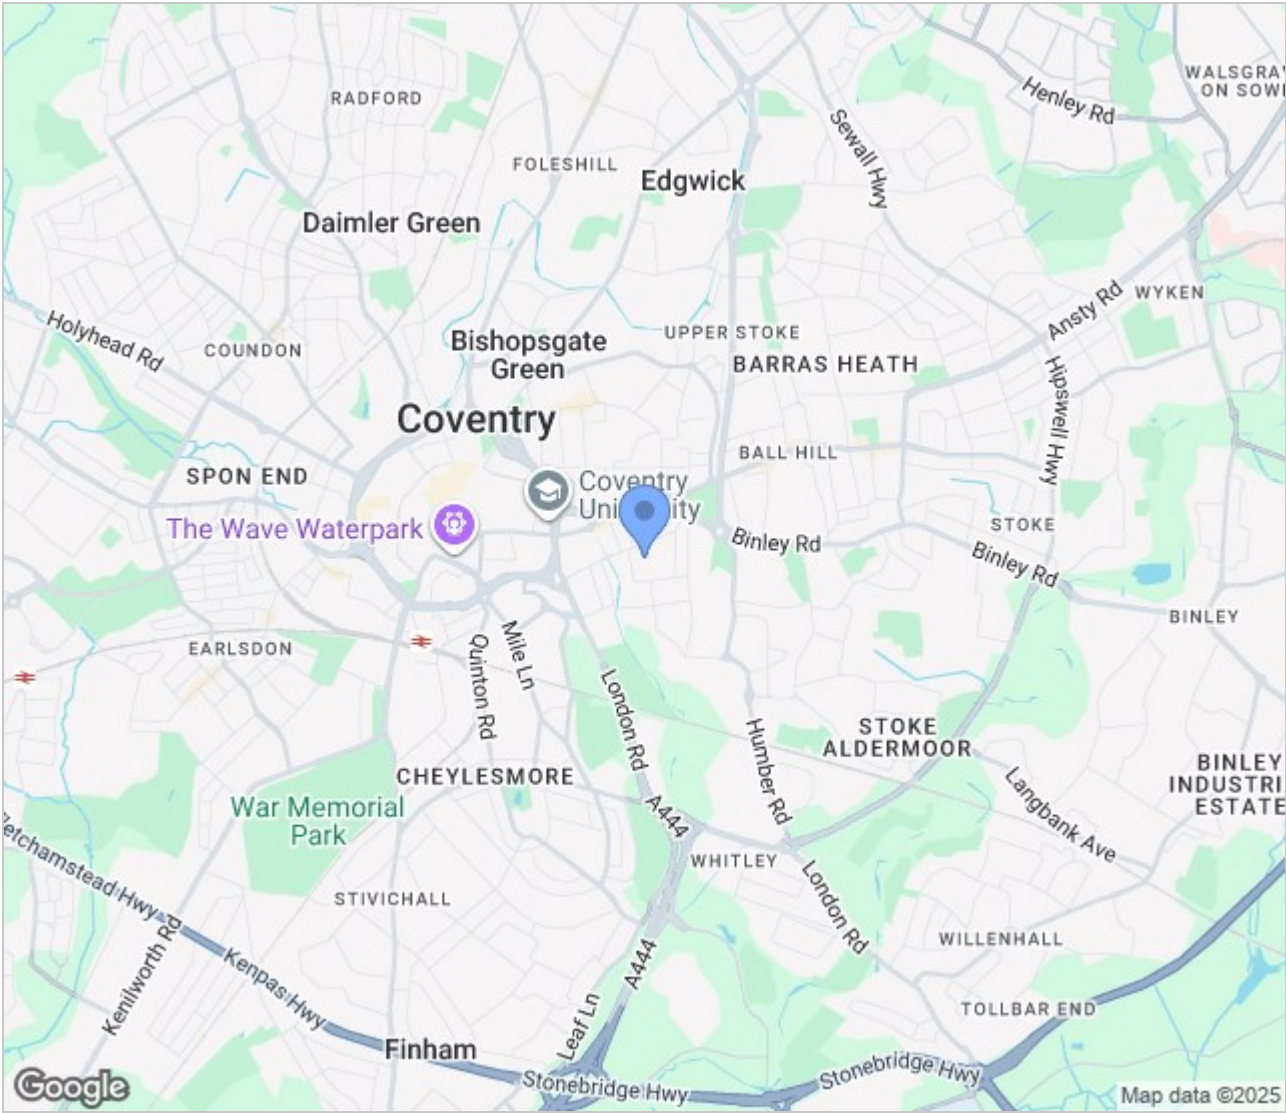 RADFORD
WALSGRA
ON SOWE
Henley Rd
Sewall Hwy
FOLESHILL
Edgwick
Daimler Green
WYKEN
Ansty Rd
Holyhead Rd
COUNDON
Bishopsgate
Green
UPPER STOKE
BARRAS HEATH
Hipswell Hwy
Coventry
BALL HILL
SPON END
Coventry
University
The Wave Waterpark
Binley Rd
STOKE
Binley Rd
BINLEY
EARLSDON
Mile Ln
Quinton Rd
London Rd
Humber Rd
STOKE
ALDERMOOR
CHEYLESMORE
BINLEY
INDUSTRI
ESTATE
War Memorial
Park
A444
Langbank Ave
WHITLEY
letchamstead Hwy
STIVICHALL
London Rd
Kenilworth Rd
Kenpas Hwy
WILLENHALL
A444
TOLLBAR END
Leaf Ln
Finham
Stonebridge Hwy
Stonebridge Hwy
Google
Map data ©2025